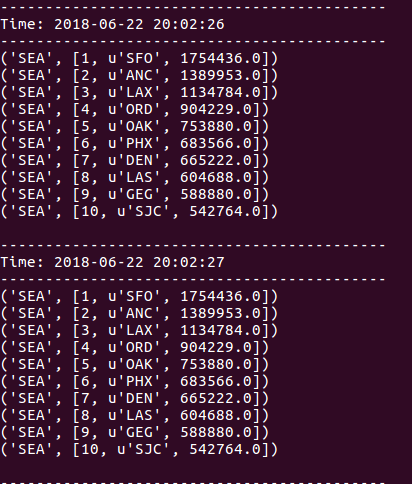 -------------------------------------------
Time: 2018-06-22 20:02:26
-------------------------------------------
('SEA', [1, u'SFO', 1754436.0])
('SEA', [2, u'ANC', 1389953.0])
('SEA', [3, u'LAX', 1134784.0])
('SEA', [4, u'ORD', 904229.0])
('SEA', [5, u'OAK', 753880.0])
('SEA', [6, u'PHX', 683566.0])
('SEA', [7, u'DEN', 665222.0])
('SEA', [8, u'LAS', 604688.0])
('SEA', [9, u'GEG', 588880.0])
('SEA', [10, u'SJC', 542764.0])

-------------------------------------------
Time: 2018-06-22 20:02:27
-------------------------------------------
('SEA', [1, u'SFO', 1754436.0])
('SEA', [2, u'ANC', 1389953.0])
('SEA', [3, u'LAX', 1134784.0])
('SEA', [4, u'ORD', 904229.0])
('SEA', [5, u'OAK', 753880.0])
('SEA', [6, u'PHX', 683566.0])
('SEA', [7, u'DEN', 665222.0])
('SEA', [8, u'LAS', 604688.0])
('SEA', [9, u'GEG', 588880.0])
('SEA', [10, u'SJC', 542764.0])

-------------------------------------------